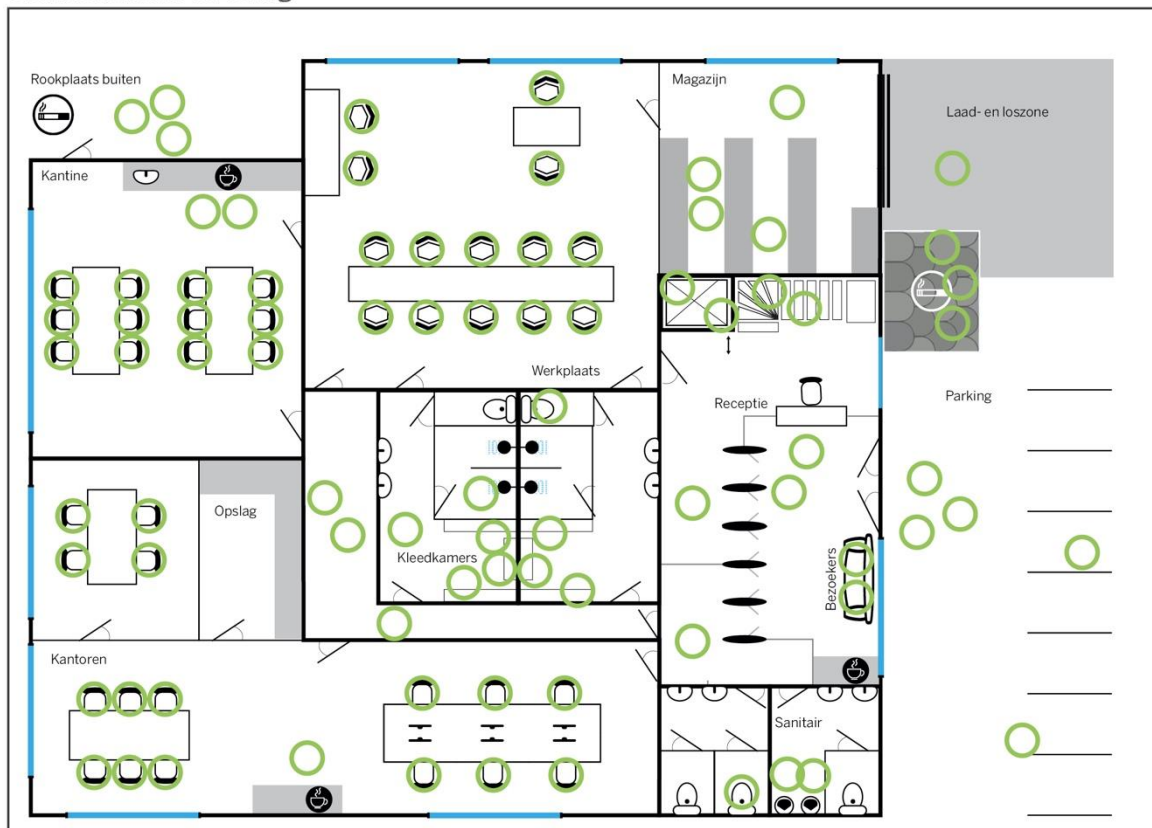 Rookplaats buiten
Magazijn
Laad- en loszone
Kantine
Werkplaats
Receptie
Parking
Opslag
Kleedkamers
Bezoekers
Kantoren
Sanitair